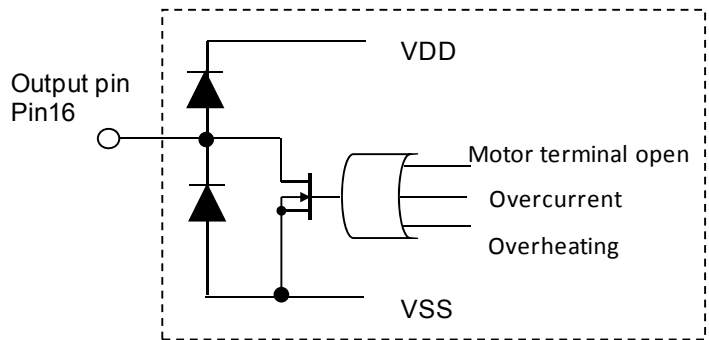 VDD
Output pin
Pin16
Motor terminal open
Overcurrent
Overheating
VSS